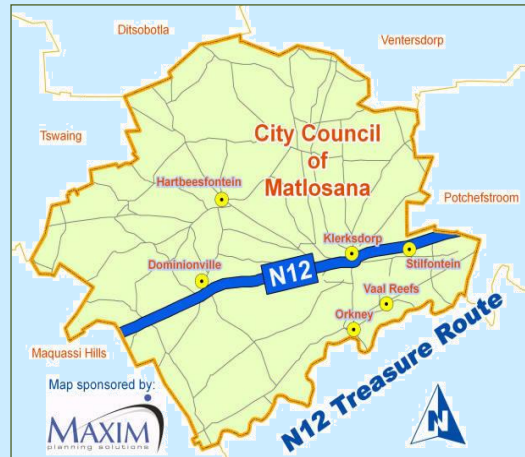 Ditsobotla
Ventersdorp
Tswaing
City Council
of
Matlosana
Hartbeesfontein
Potchefstroom
Klerksdorp
Stilfontein
Dominionville
N12
Vaal Reefs
Orkney
Maquassi Hills
N12 Treasure Route
Map sponsored by:
MAXIM
planning solutions
N